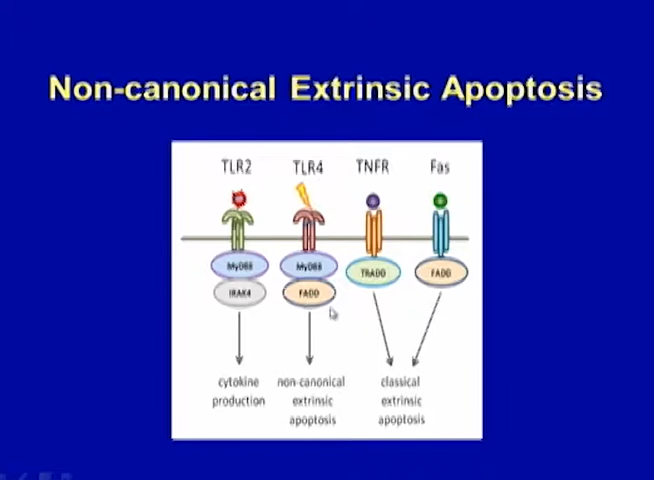 Non-canonical Extrinsic Apoptosis
TLR2 TLR4 TNFR Fas
MyD88 MyD88 TRADD FADD
IRAK4 FADD
cytokine non-canonical classical
production extrinsic extrinsic
apoptosis apoptosis